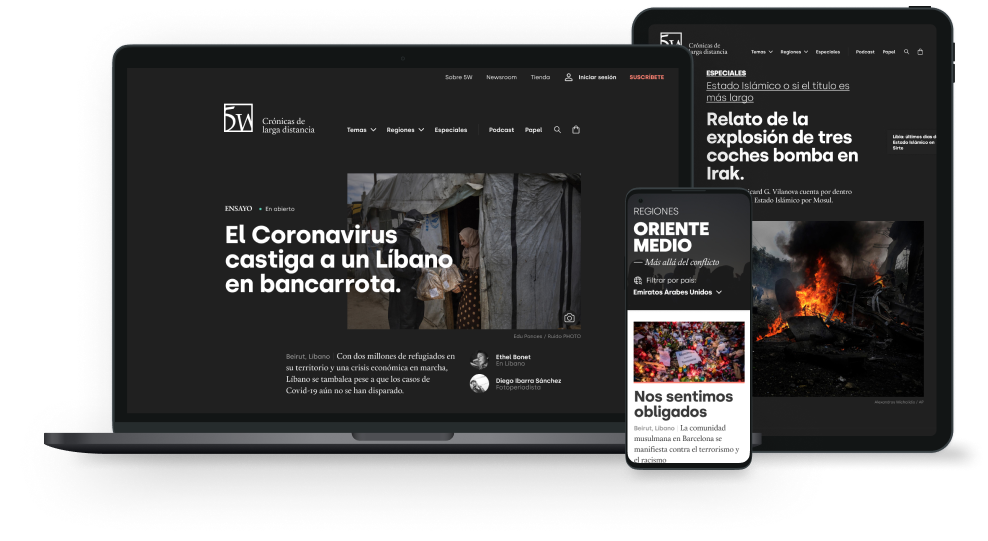 Sobre 5W Newsroom Tienda Iniciar sesión SUSCRÍBETE
5W
Crónicas de
larga distancia
Temas Regiones Especiales Podcast Papel
ENSAYO • En abierto
El Coronavirus
castiga a un Líbano
en bancarrota.
Edu Ponces / Ruido PHOTO
Beirut, Líbano | Con dos millones de refugiados en
su territorio y una crisis económica en marcha,
Líbano se tambalea pese a que los casos de
Covid-19 aún no se han disparado.
Ethel Bonet
En Líbano
Diego Ibarra Sánchez
Fotoperiodista
5W
Crónicas de
larga distancia
Temas Regiones Especiales Podcast Papel
ESPECIALES
Estado Islámico o si el titulo es
más largo
Relato de la
explosión de tres
coches bomba en
Irak.
Libia: últimos días d
Estado Islámico en
Sirte
card G. Vilanova cuenta por dentro
Estado Islámico por Mosul.
REGIONES
ORIENTE
MEDIO
— Más allá del conflicto
Filtrar por país:
Emiratos Árabes Unidos
Nos sentimos
obligados
Beirut, Líbano | La comunidad
musulmana en Barcelona se
manifiesta contra el terrorismo y
el racismo